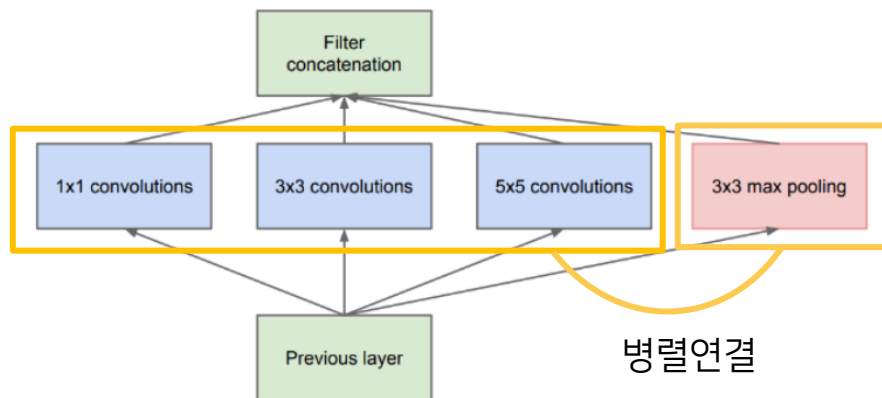 Filter
concatenation
1x1 convolutions
3x3 convolutions
5x5 convolutions
3x3 max pooling
Previous layer
병렬연결